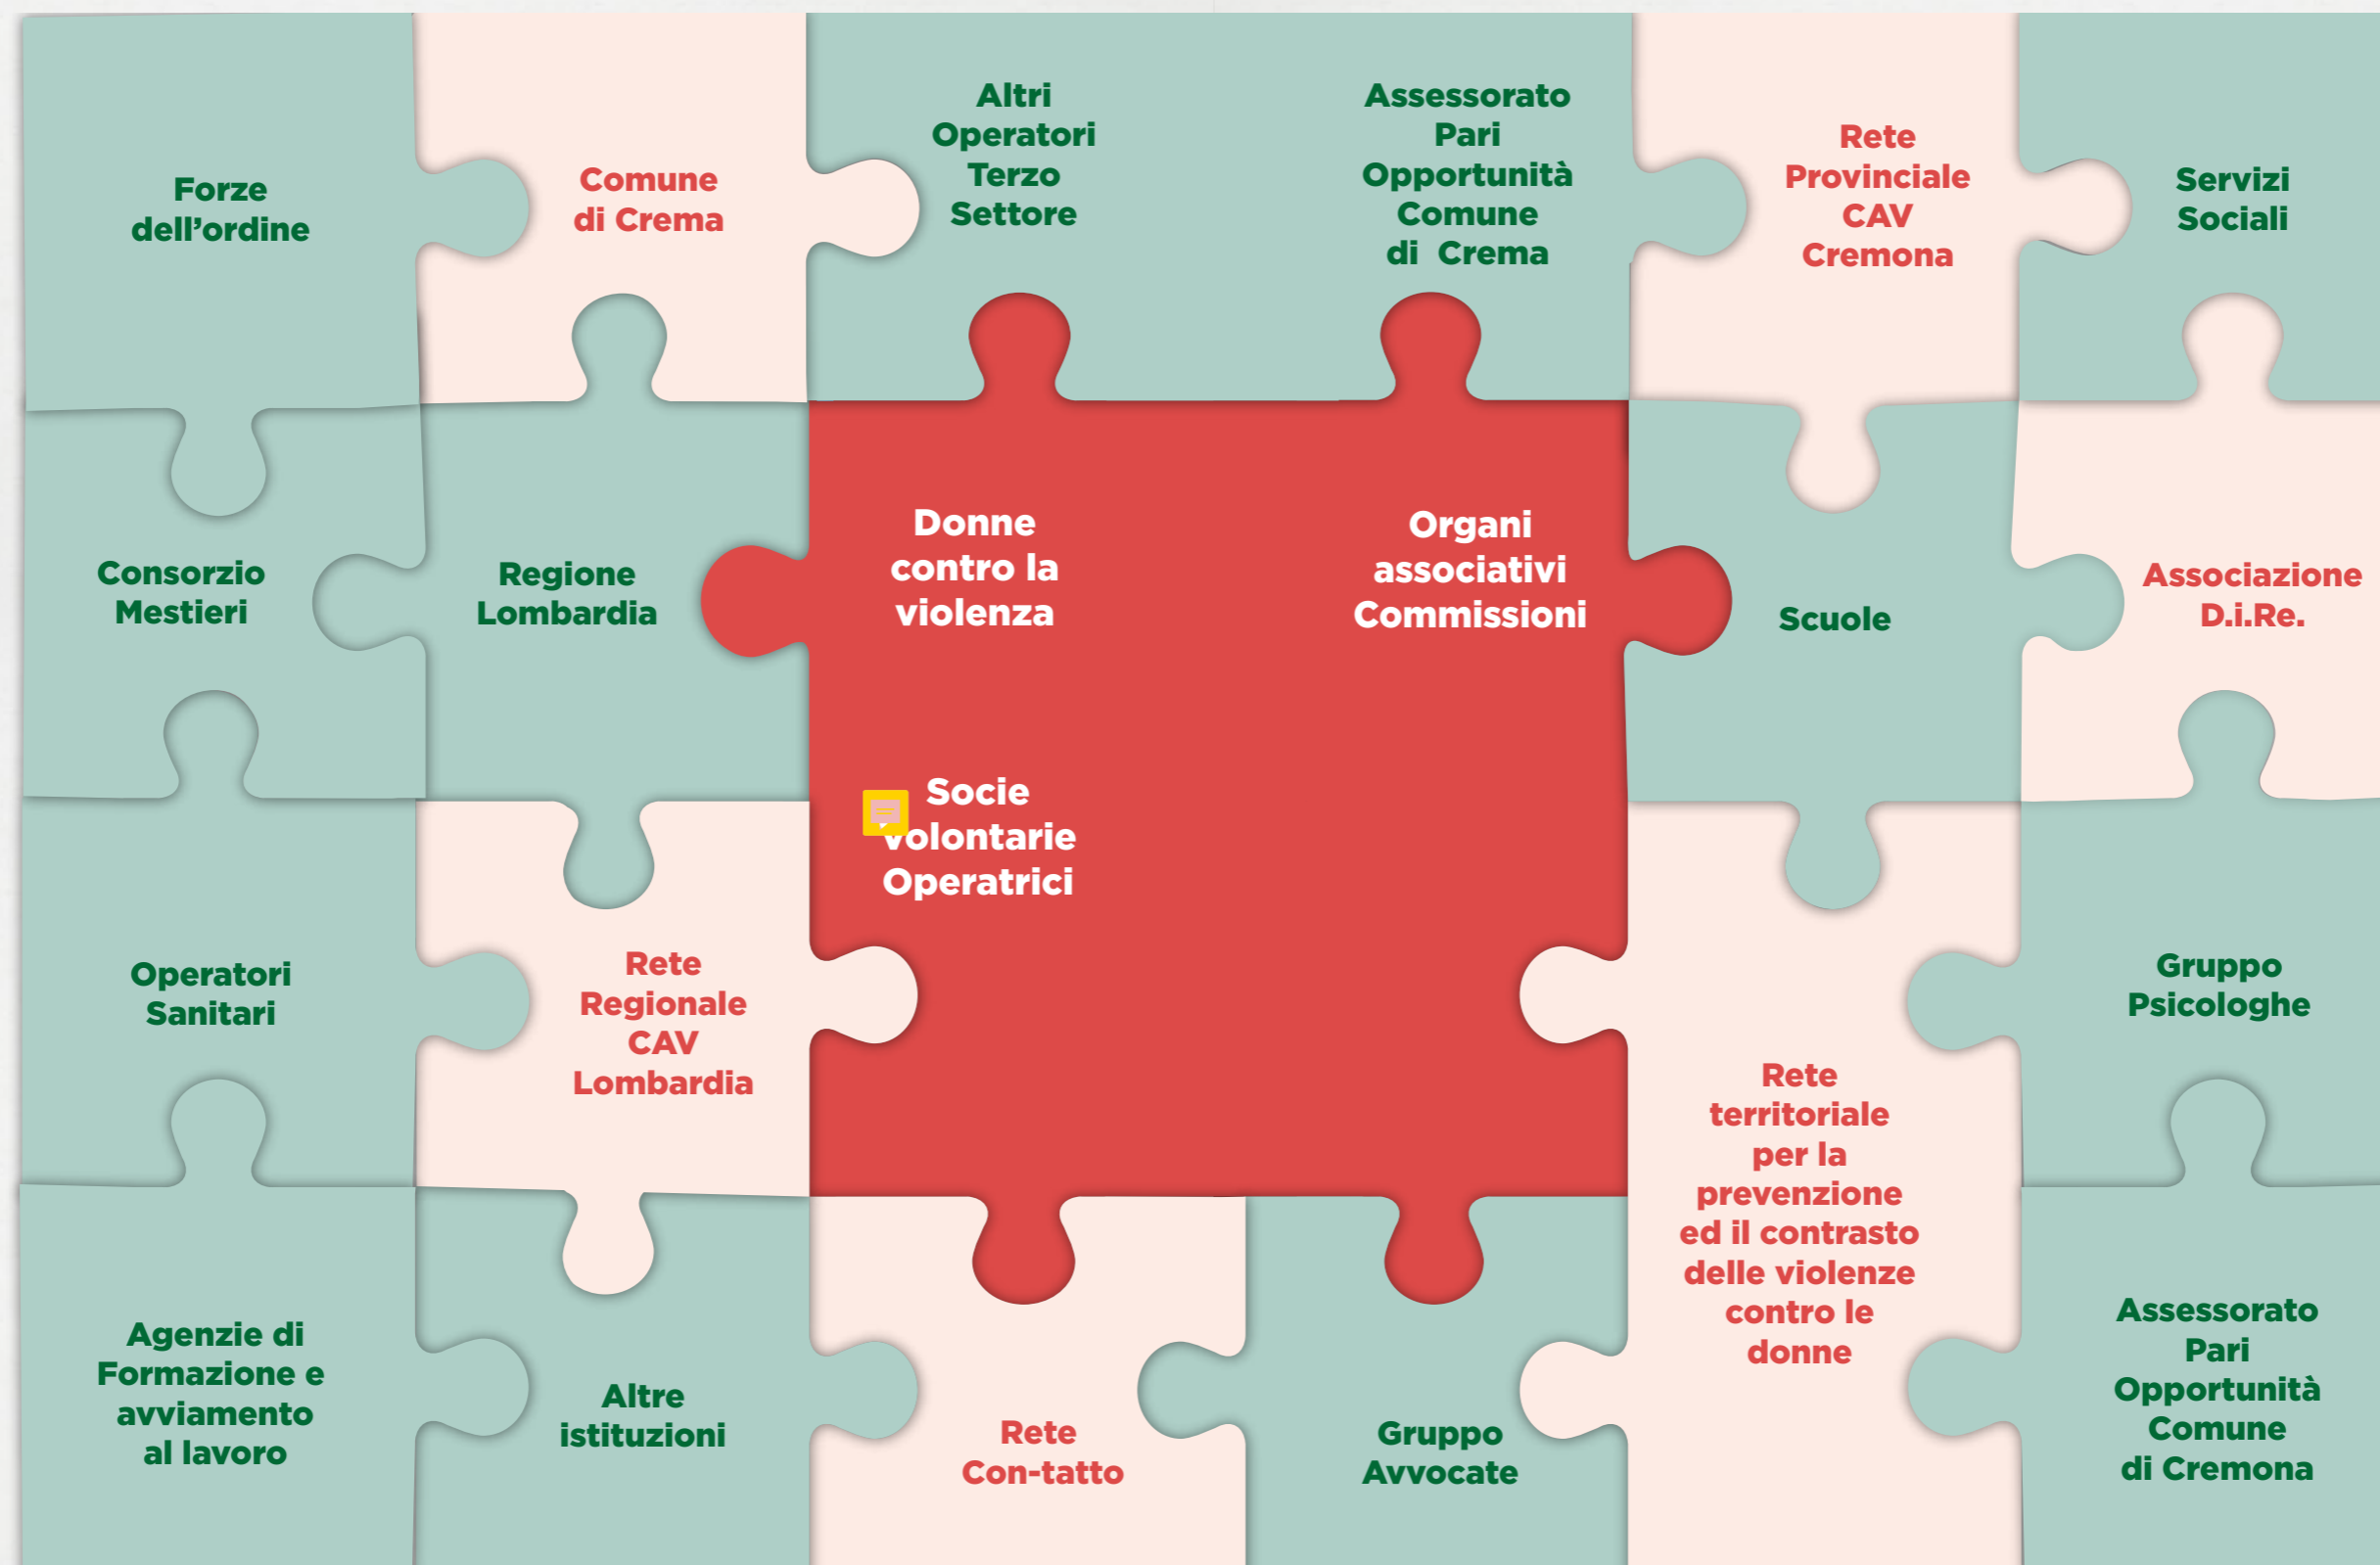 Forze
dell’ordine
Comune
di Crema
Altri
Operatori
Terzo
Settore
Assessorato
Pari
Opportunità
Comune
di Crema
Rete
Provinciale
CAV
Cremona
Servizi
Sociali
Consorzio
Mestieri
Regione
Lombardia
Donne
contro la
violenza
Organi
associativi
Commissioni
Scuole
Associazione
D.i.Re.
Socie
volontarie
Operatrici
Operatori
Sanitari
Rete
Regionale
CAV
Lombardia
Rete
territoriale
per la
prevenzione
ed il contrasto
delle violenze
contro le
donne
Gruppo
Psicologhe
Agenzie di
Formazione e
avviamento
al lavoro
Altre
istituzioni
Rete
Con-tatto
Gruppo
Avvocate
Assessorato
Pari
Opportunità
Comune
di Cremona